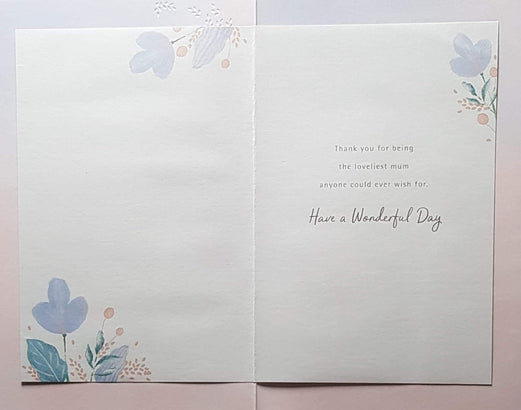 Thank you for being
the loveliest mum
anyone could ever wish for.
Have a Wonderful Day